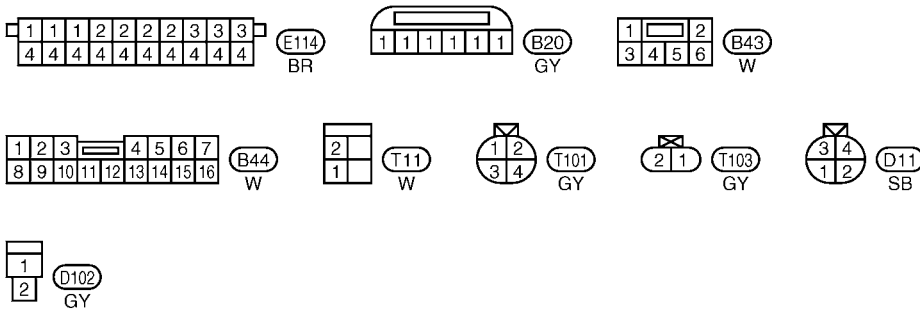 1 1 1 2 2 2 2 3 3 3
4 4 4 4 4 4 4 4 4 4
E114
BR
1 1 1 1 1 1
B20
GY
1 2
3 4 5 6
B43
W
1 2 3 4 5 6 7
8 9 10 11 12 13 14 15 16
B44
W
2
1
T11
W
1 2
3 4
T101
GY
2 1
T103
GY
3 4
1 2
D11
SB
1
2
D102
GY